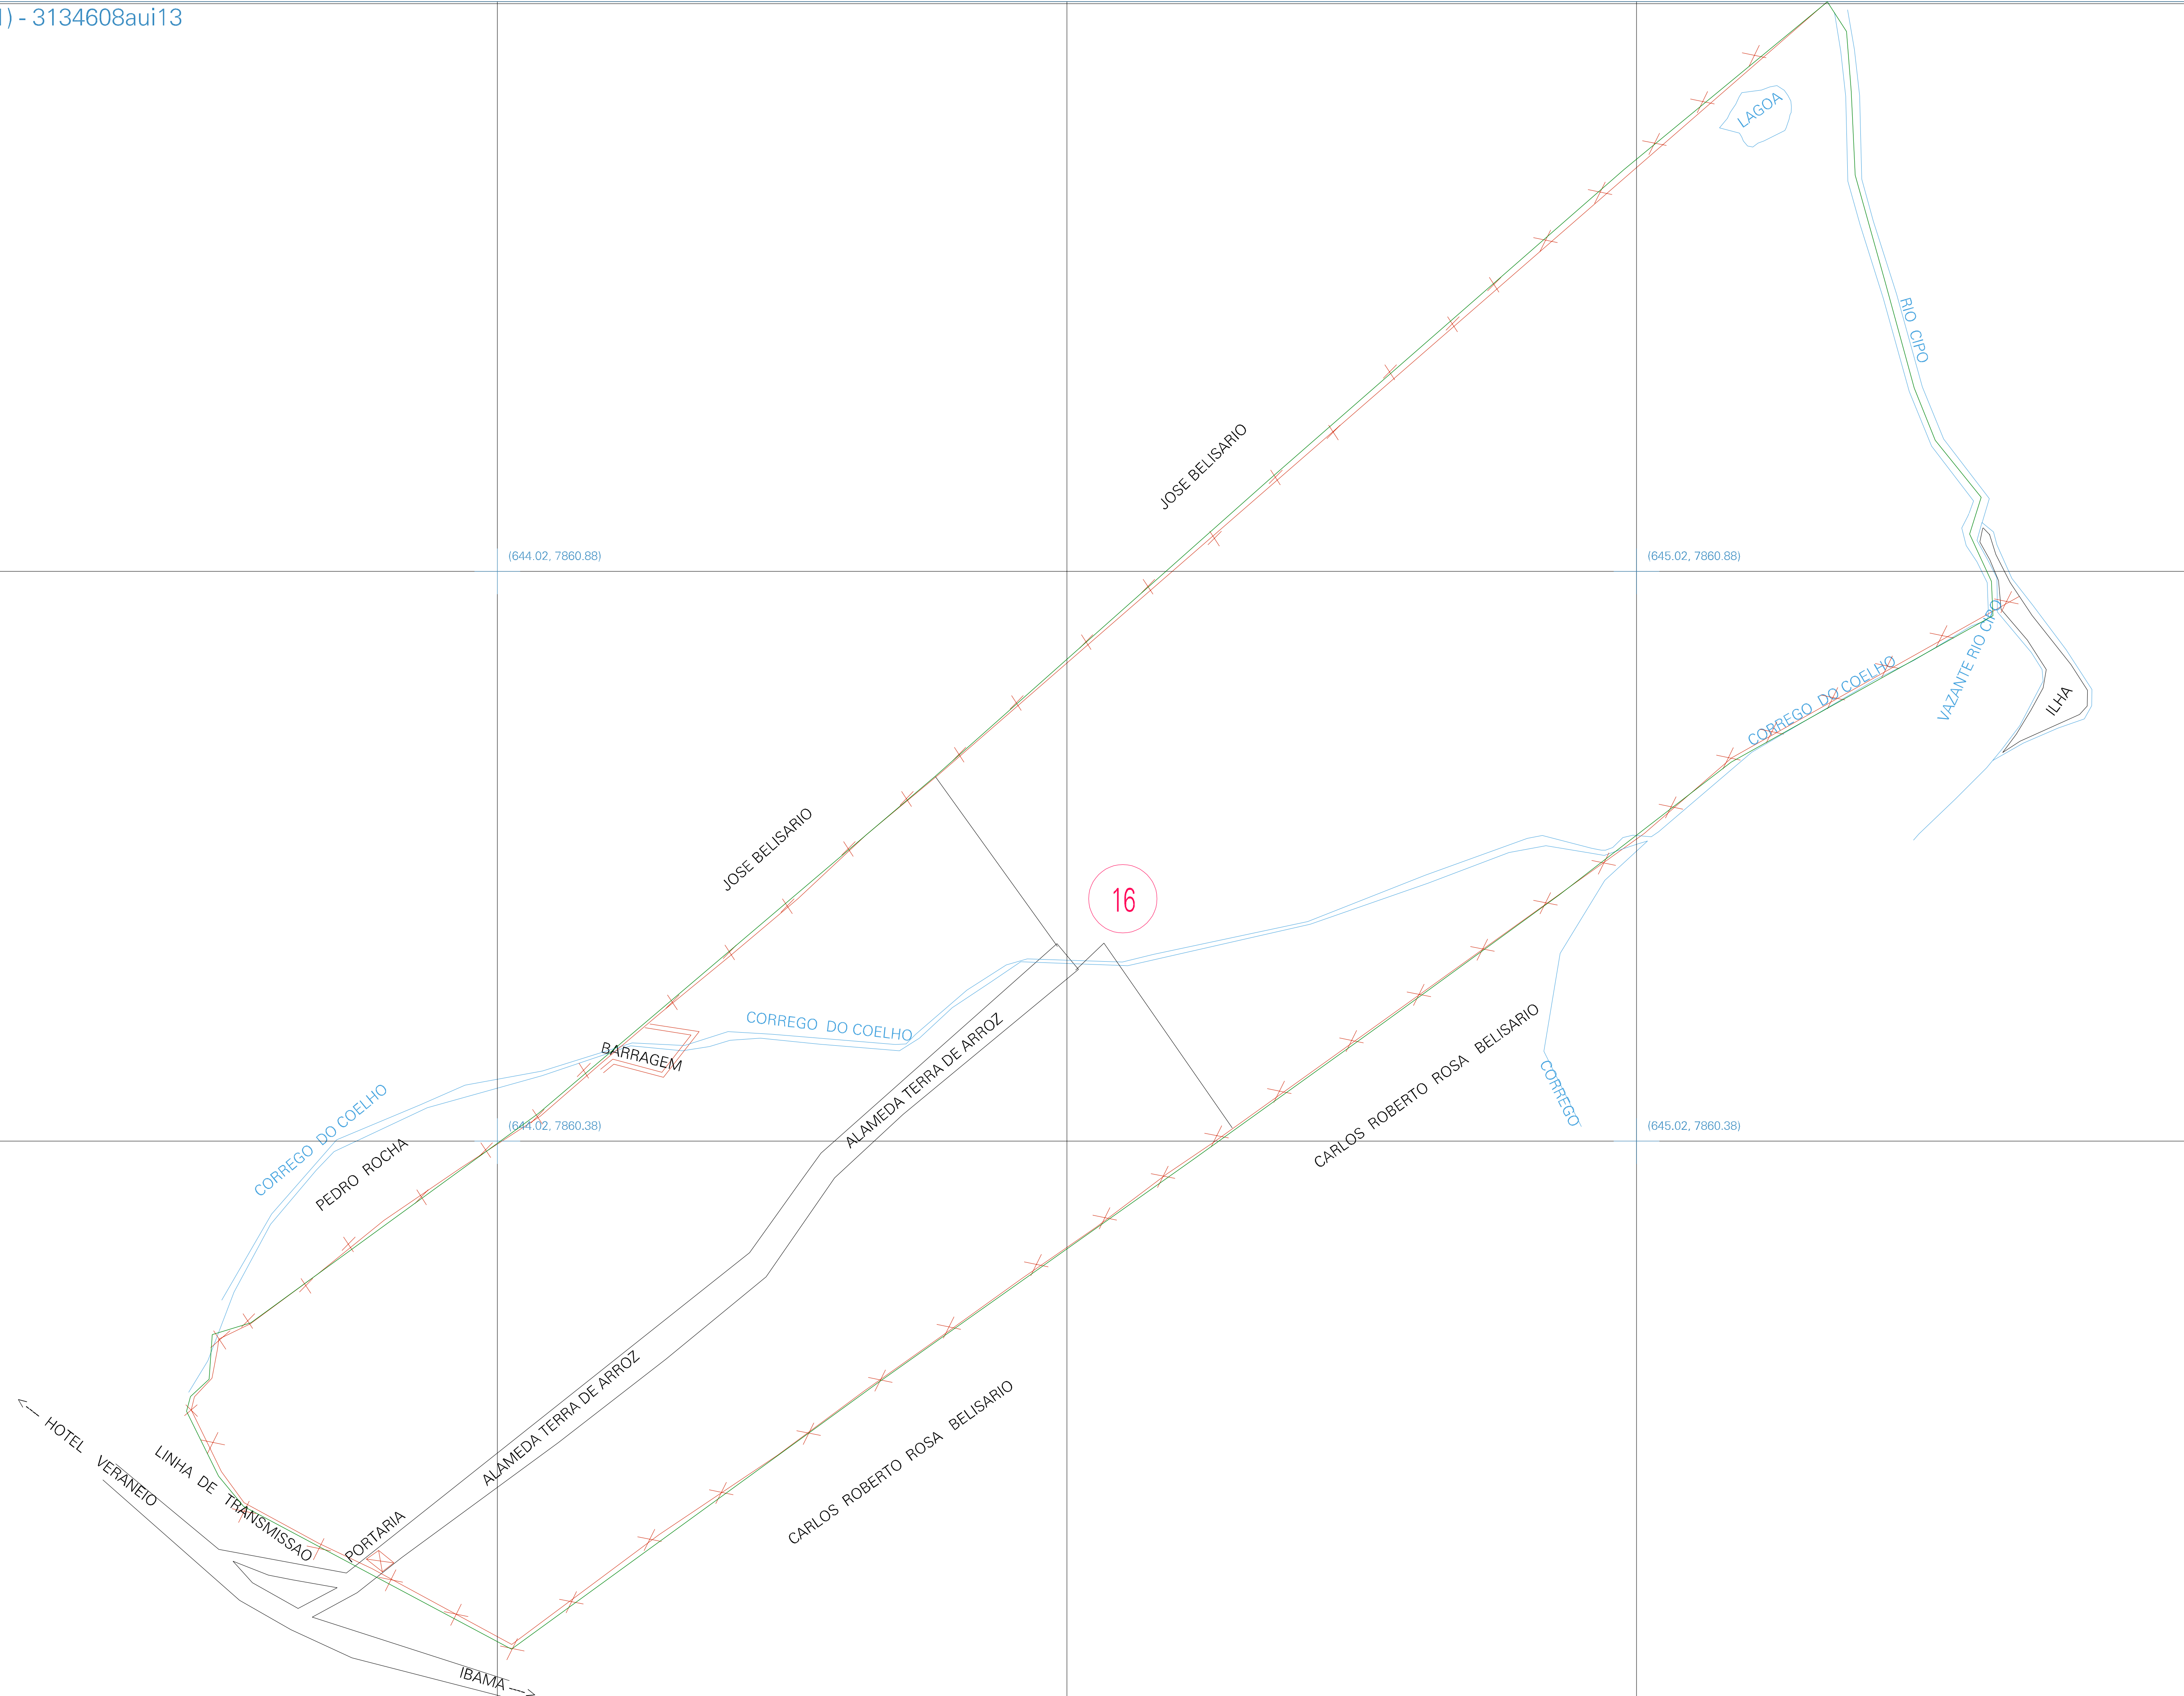 1) - 3134608aui13
LAGOA
RIO CIPO
JOSE BELISARIO
(644.02, 7860.88)
(645.02, 7860.88)
VAZANTE RIO CIPO
CORREGO DO COELHO
ILHA
JOSE BELISARIO
16
CORREGO DO COELHO
BARRAGEM
ALAMEDA TERRA DE ARROZ
CARLOS ROBERTO ROSA BELISARIO
CORREGO
CORREGO DO COELHO
(644.02, 7860.38)
(645.02, 7860.38)
PEDRO ROCHA
ALAMEDA TERRA DE ARROZ
CARLOS ROBERTO ROSA BELISARIO
<---- HOTEL VERANEIO
LINHA DE TRANSMISSAO
PORTARIA
IBAMA ---->